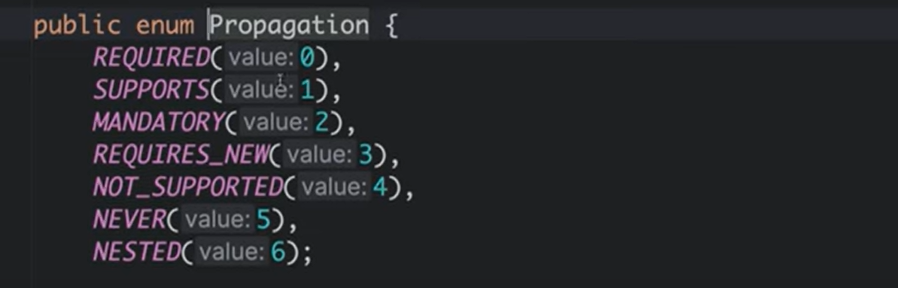 public enum Propagation {
REQUIRED( value: 0),
SUPPORTS( value: 1),
MANDATORY( value: 2),
REQUIRES_NEW( value: 3),
NOT_SUPPORTED( value: 4),
NEVER( value: 5),
NESTED( value: 6);